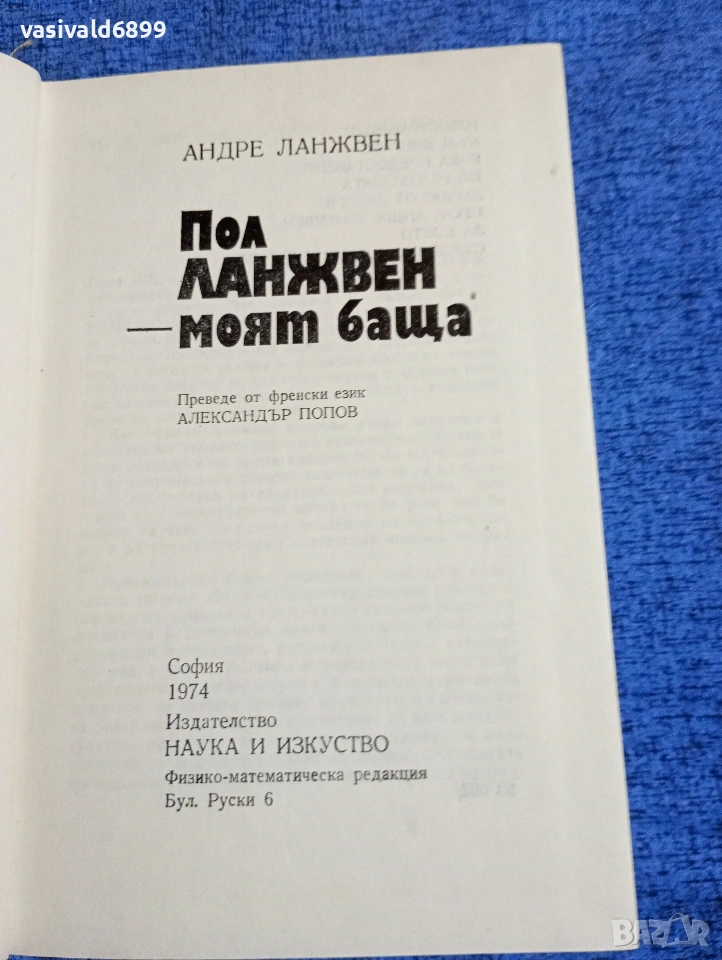 vasivald6899
АНДРЕ ЛАНЖВЕН
Пол
ЛАНЖВЕН
— моят баща
Преведе от френски език
АЛЕКСАНДЪР ПОПОВ
София
1974
Издателство
НАУКА И ИЗКУСТВО
Физико-математическа редакция
Бул. Руски 6
BAZAR